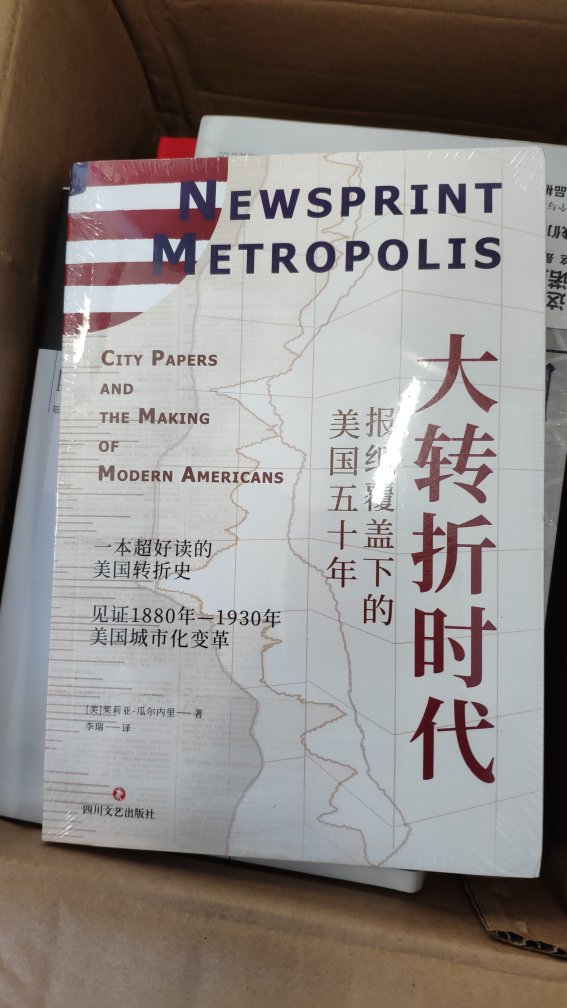 NEWSPRINT
METROPOLIS
CITY PAPERS
AND
THE MAKING
OF
MODERN AMERICANS
大转折时代
报纸覆盖下的
美国五十年
一本超好读的
美国转折史
见证1880年—1930年
美国城市化变革
[美]茱莉亚·瓜尔内里——著
李瑞——译
四川文艺出版社